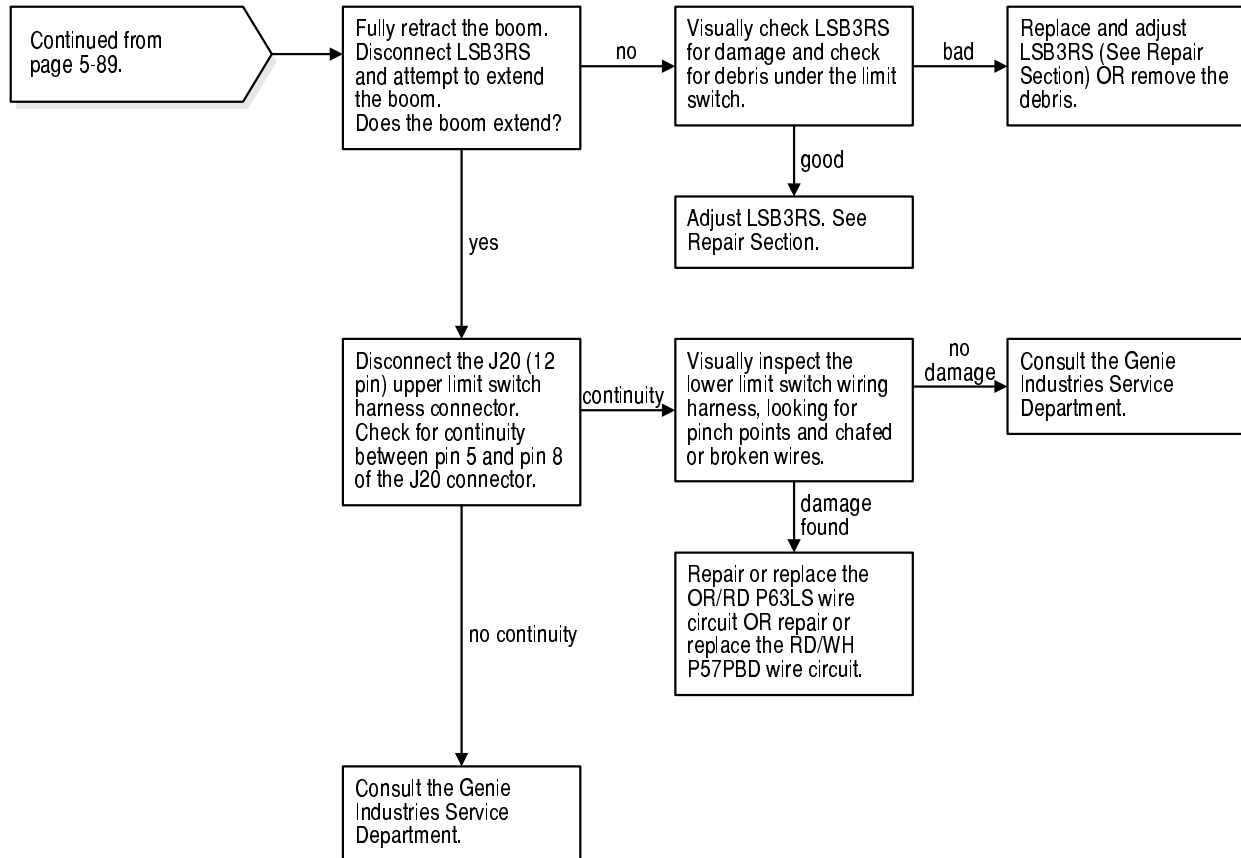 Continued from
page 5-89.
Fully retract the boom.
Disconnect LSB3RS
and attempt to extend
the boom.
Does the boom extend?
no
Visually check LSB3RS
for damage and check
for debris under the limit
switch.
bad
Replace and adjust
LSB3RS (See Repair
Section) OR remove the
debris.
good
Adjust LSB3RS. See
Repair Section.
yes
Disconnect the J20 (12
pin) upper limit switch
harness connector.
Check for continuity
between pin 5 and pin 8
of the J20 connector.
continuity
Visually inspect the
lower limit switch wiring
harness, looking for
pinch points and chafed
or broken wires.
no
damage
Consult the Genie
Industries Service
Department.
damage
found
Repair or replace the
OR/RD P63LS wire
circuit OR repair or
replace the RD/WH
P57PBD wire circuit.
no continuity
Consult the Genie
Industries Service
Department.